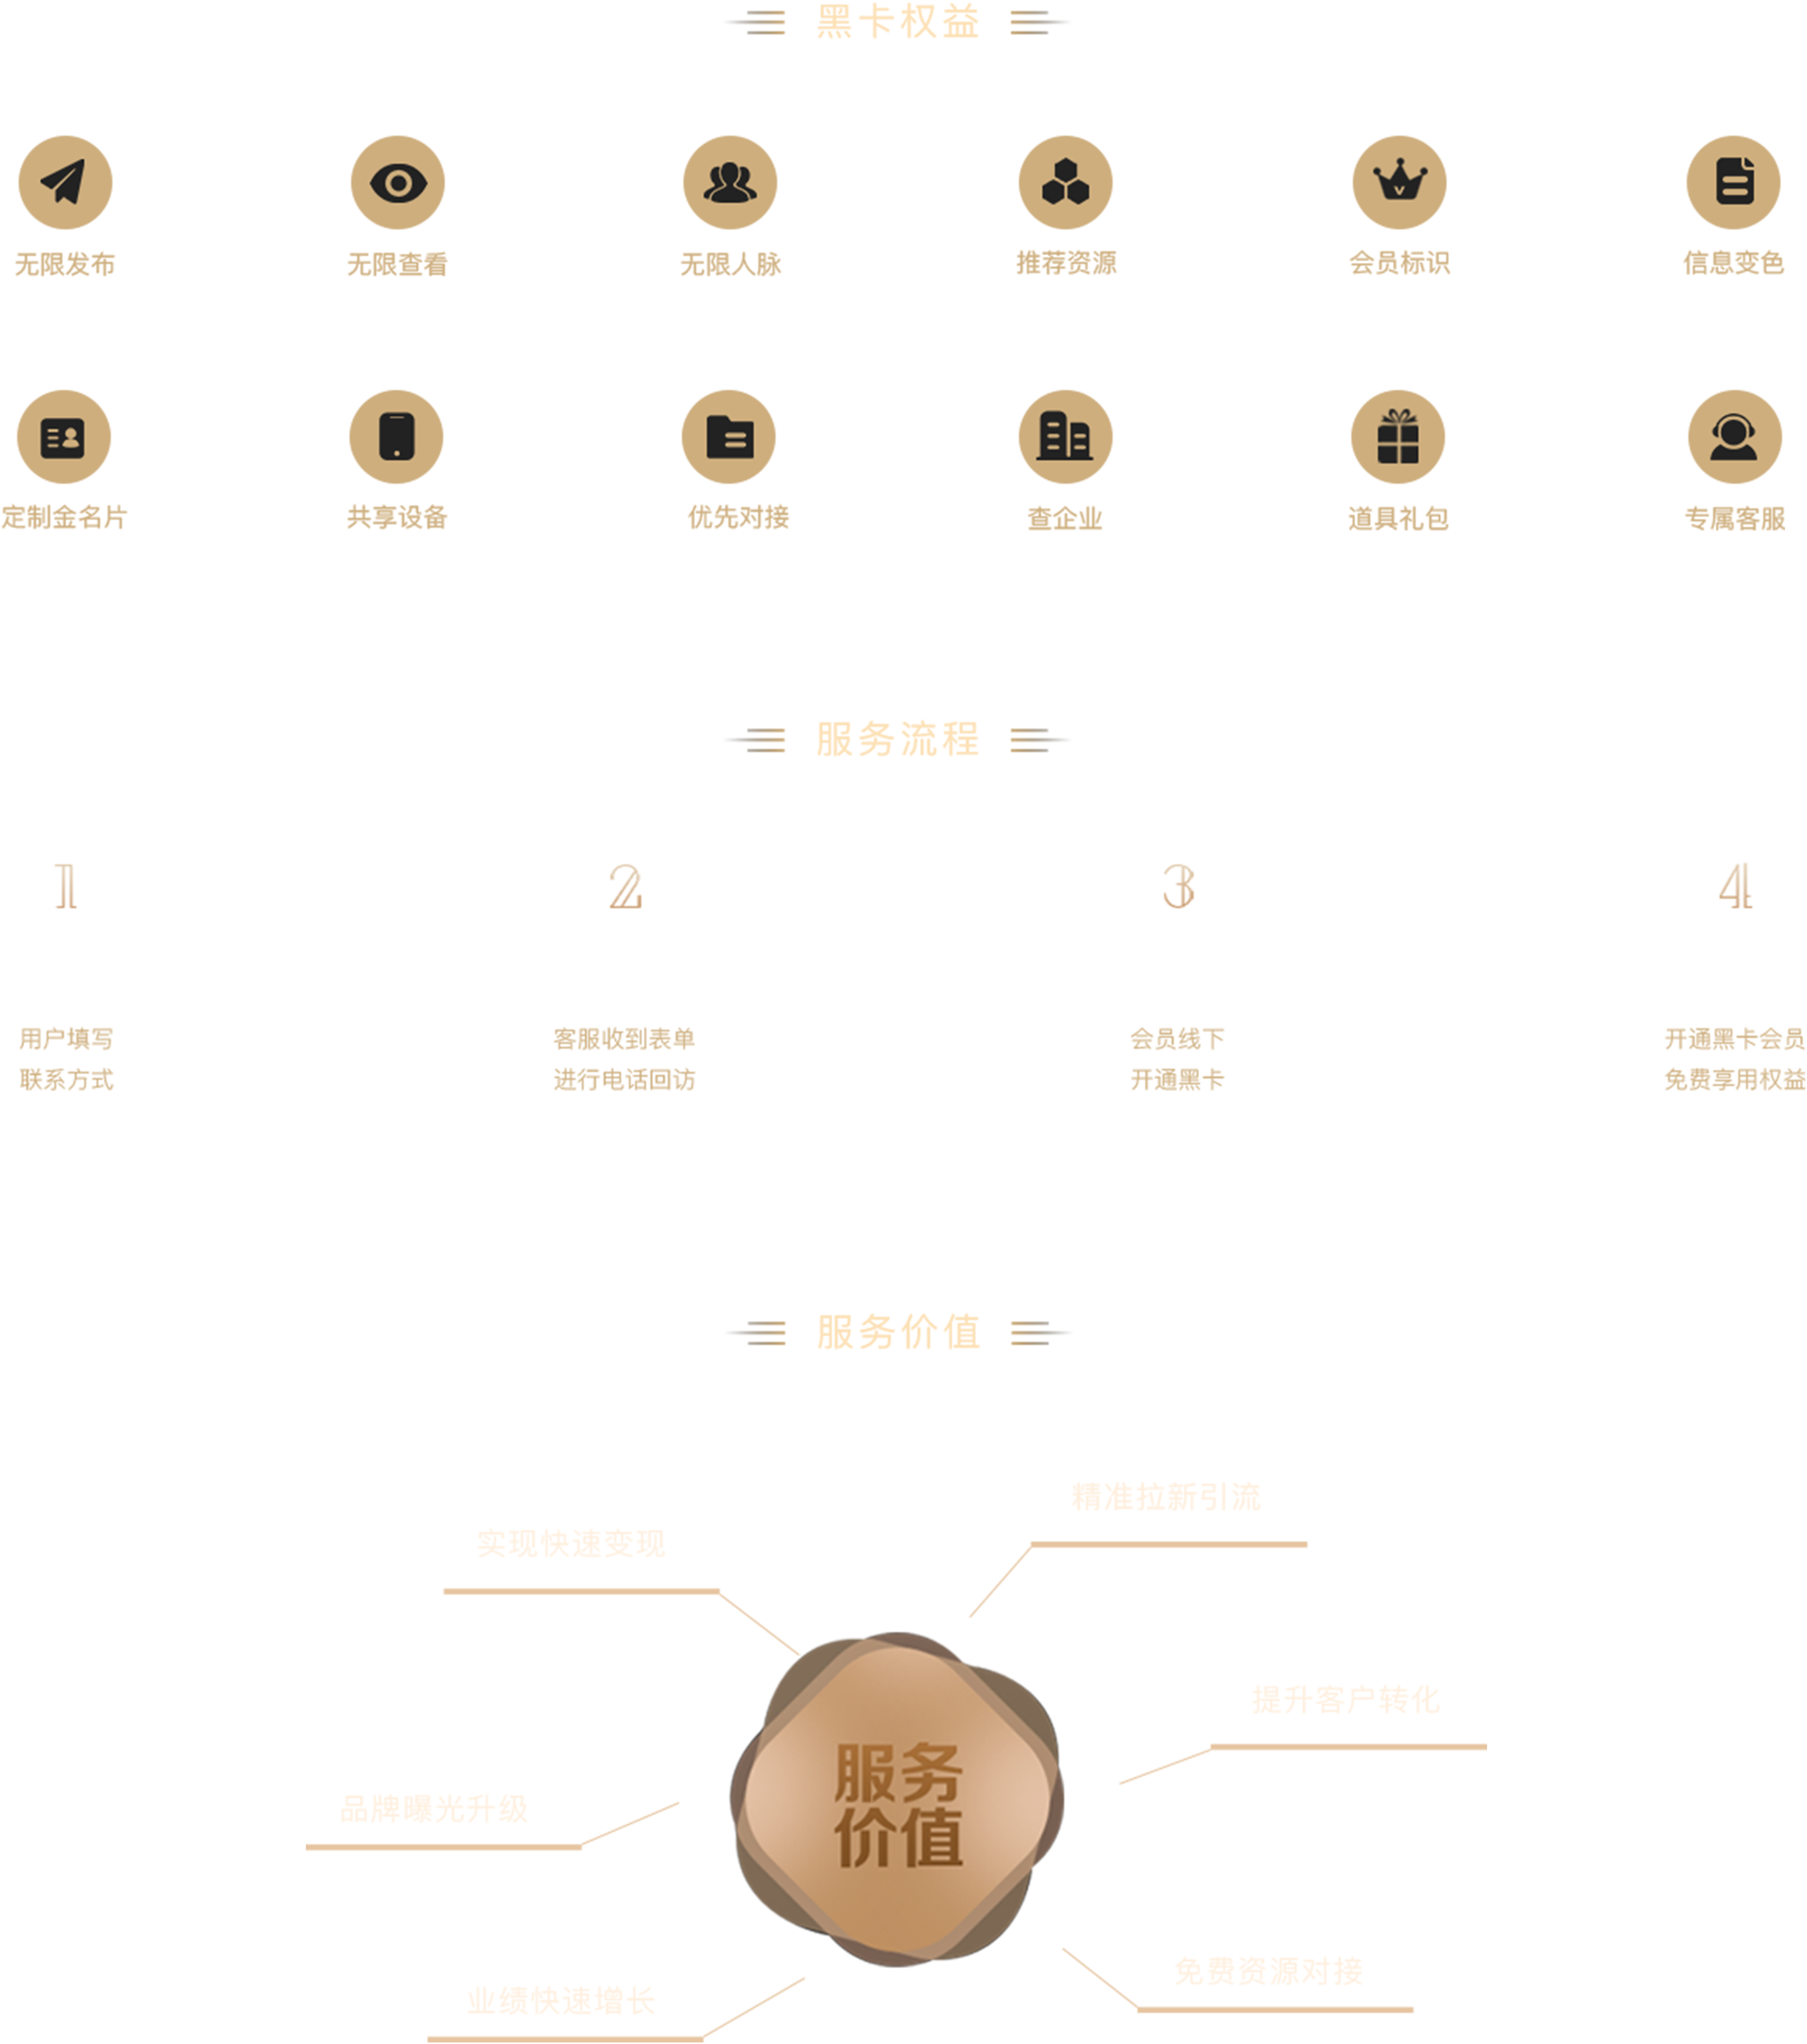 黑卡权益
无限发布
无限查看
无限人脉
推荐资源
会员标识
信息变色
定制金名片
共享设备
优先对接
查企业
道具礼包
专属客服
服务流程
1
2
3
4
用户填写
联系方式
客服收到表单
进行电话回访
会员线下
开通黑卡
开通黑卡会员
免费享用权益
服务价值
精准拉新引流
实现快速变现
提升客户转化
服务
价值
品牌曝光升级
免费资源对接
业绩快速增长